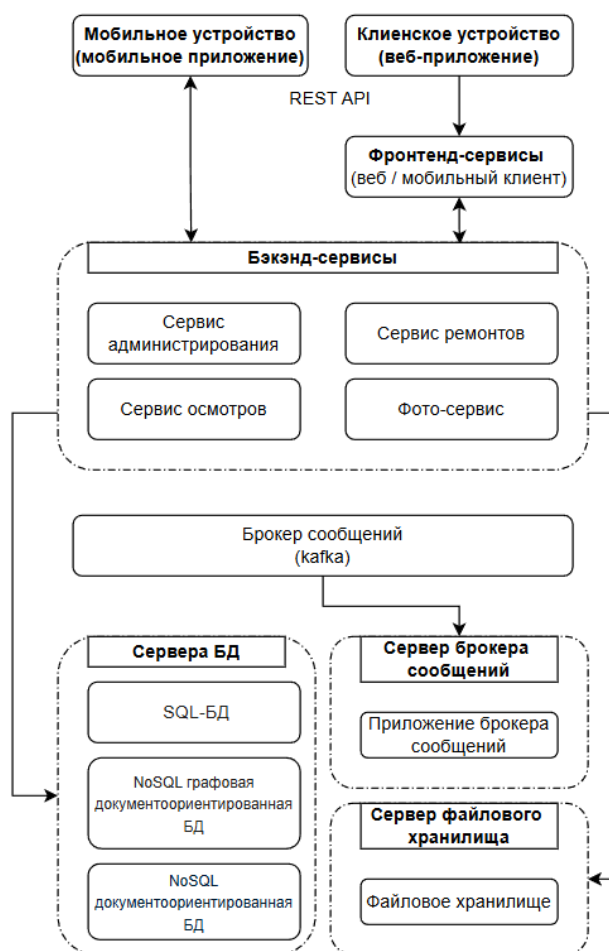 Мобильное устройство
(мобильное приложение)
Клиенское устройство
(веб-приложение)
REST API
Фронтенд-сервисы
(веб / мобильный клиент)
Бэкэнд-сервисы
Сервис
администрирования
Сервис ремонтов
Сервис осмотров
Фото-сервис
Брокер сообщений
(kafka)
Сервера БД
SQL-БД
NoSQL графовая
документоориентированная
БД
NoSQL
документоориентированная
БД
Сервер брокера
сообщений
Приложение брокера
сообщений
Сервер файлового
хранилища
Файловое хранилище